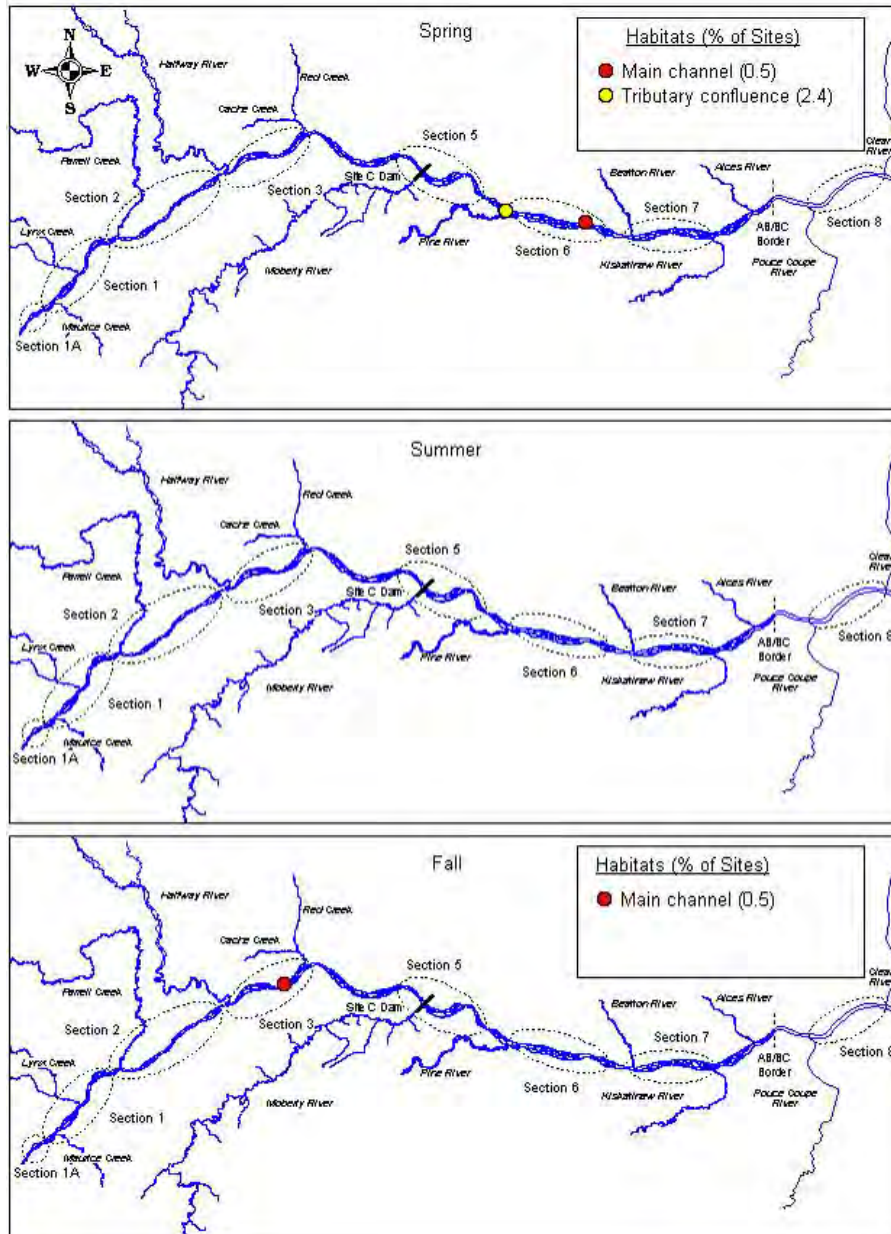 Spring
N
W E
S
Halfway River
Red Creek
Cache Creek
Farrell Creek
Section 5
Section 2
Site C Dam
Section 3
Lynx Creek
Section 1
Maurice Creek
Section 1A
Moberly River
Pine River
Section 6
Beatton River
Section 7
Kiskatinaw River
Alces River
AB/BC
Border
Pouce Coupe
River
Section 8
Clear
River
Habitats (% of Sites)
Main channel (0.5)
Tributary confluence (2.4)
Summer
Halfway River
Red Creek
Cache Creek
Farrell Creek
Section 5
Section 2
Site C Dam
Section 3
Lynx Creek
Section 1
Maurice Creek
Section 1A
Moberly River
Pine River
Section 6
Beatton River
Section 7
Kiskatinaw River
Alces River
AB/BC
Border
Pouce Coupe
River
Section 8
Clear
River
Fall
Halfway River
Red Creek
Cache Creek
Farrell Creek
Section 5
Section 2
Site C Dam
Section 3
Lynx Creek
Section 1
Maurice Creek
Section 1A
Moberly River
Pine River
Section 6
Beatton River
Section 7
Kiskatinaw River
Alces River
AB/BC
Border
Pouce Coupe
River
Section 8
Clear
River
Habitats (% of Sites)
Main channel (0.5)